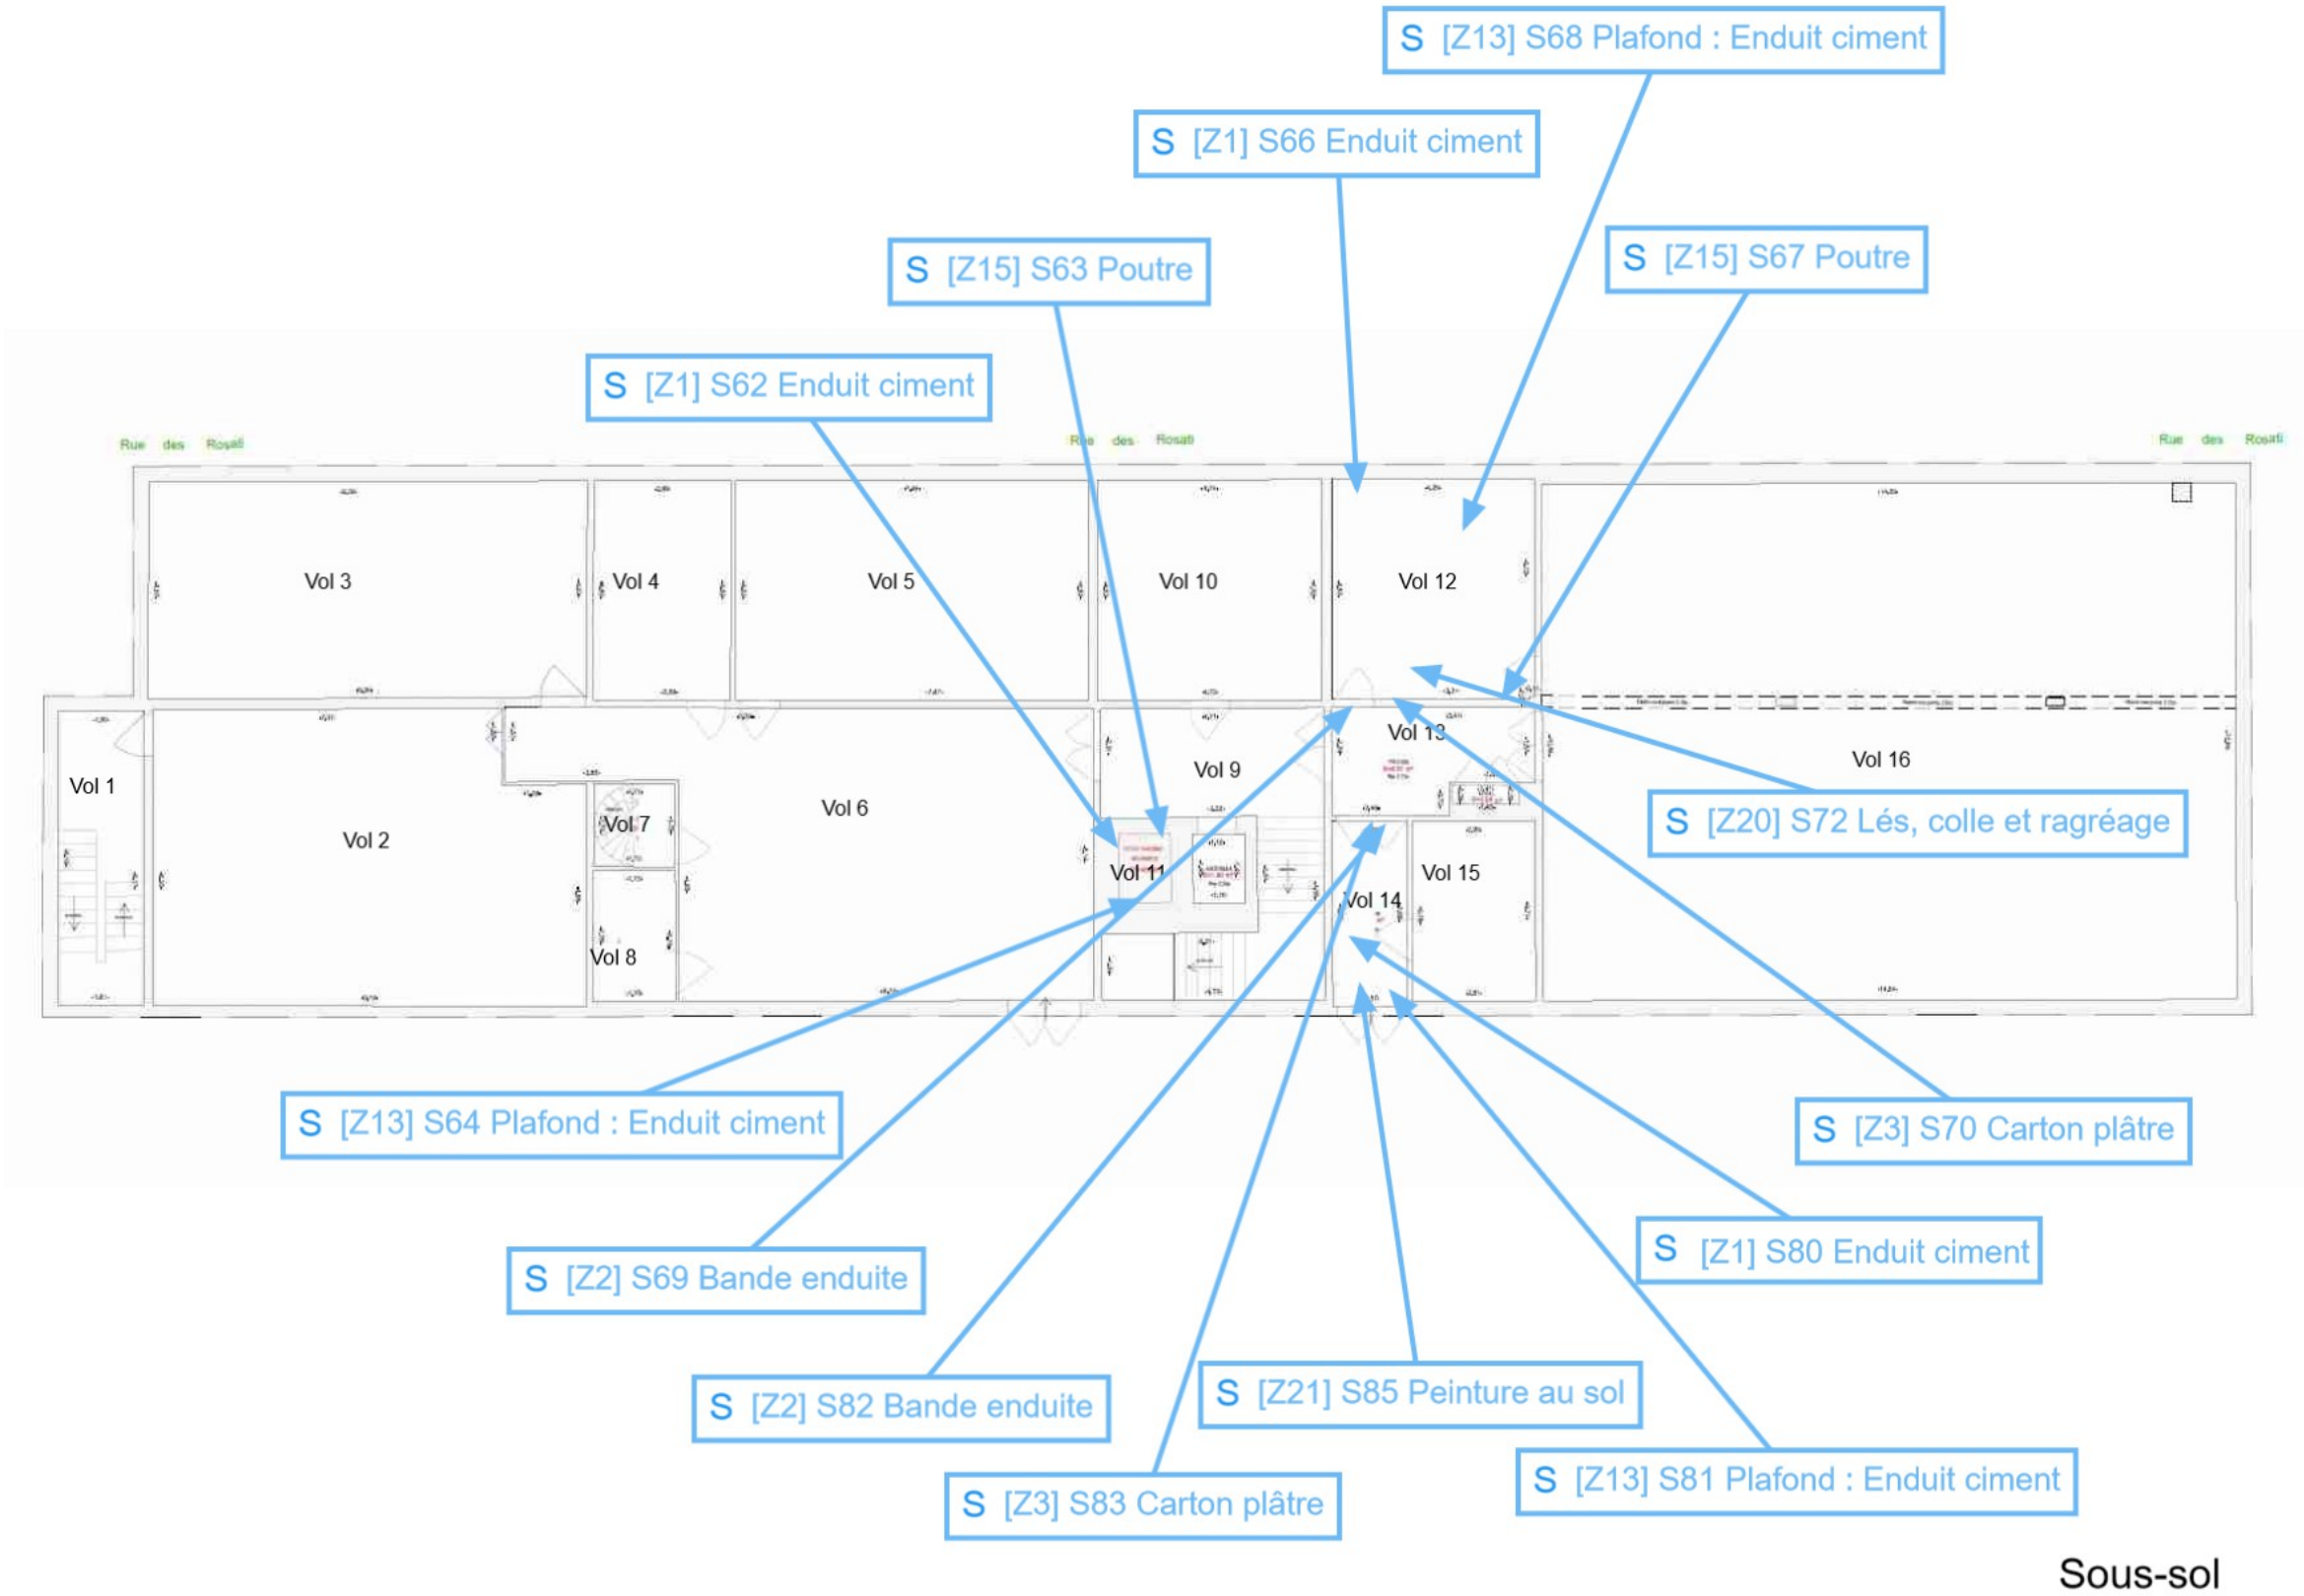 S [Z13] S68 Plafond : Enduit ciment
S [Z1] S66 Enduit ciment
S [Z15] S63 Poutre
S [Z15] S67 Poutre
S [Z1] S62 Enduit ciment
Rue des Rosati
Rue des Rosati
Rue des Rosati
Vol 3
Vol 4
Vol 5
Vol 10
Vol 12
Vol 13
Vol 16
Vol 1
Vol 9
Vol 6
Vol 7
Vol 2
S [Z20] S72 Lés, colle et ragréage
Vol 11
Vol 15
Vol 14
Vol 8
S [Z13] S64 Plafond : Enduit ciment
S [Z3] S70 Carton plâtre
S [Z1] S80 Enduit ciment
S [Z2] S69 Bande enduite
S [Z2] S82 Bande enduite
S [Z21] S85 Peinture au sol
S [Z13] S81 Plafond : Enduit ciment
S [Z3] S83 Carton plâtre
Sous-sol